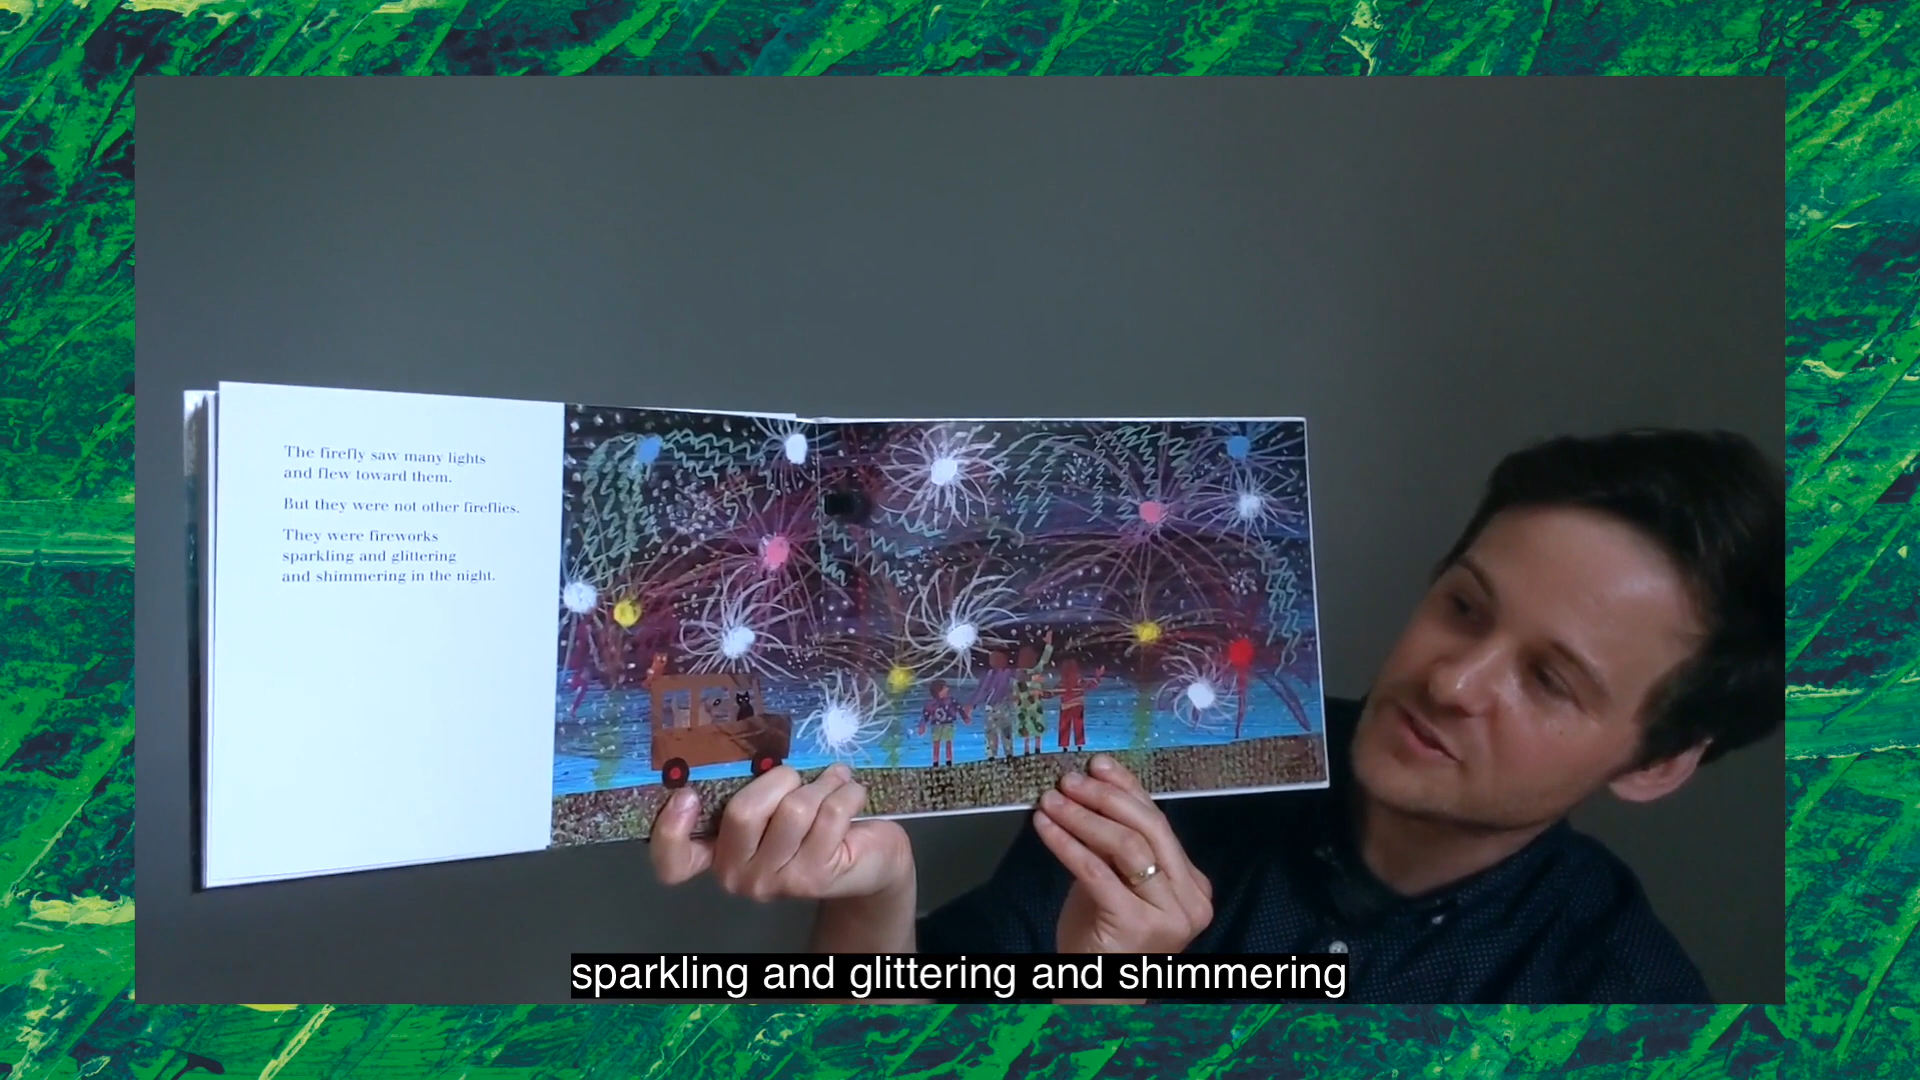 The firefly saw many lights
and flew toward them.
But they were not other fireflies.
They were fireworks
sparkling and glittering
and shimmering in the night.
sparkling and glittering and shimmering